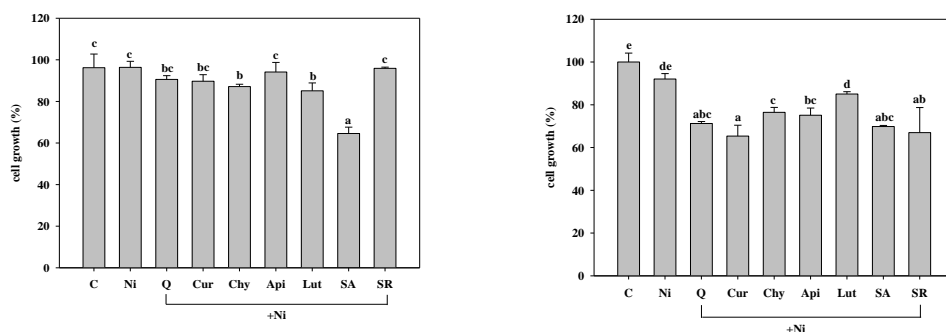 120
100
80
60
40
20
0
cell growth (%)
c c bc bc b c b a c
C Ni Q Cur Chy Api Lut SA SR
+Ni
120
100
80
60
40
20
0
cell growth (%)
e de abc a c bc d abc ab
C Ni Q Cur Chy Api Lut SA SR
+Ni